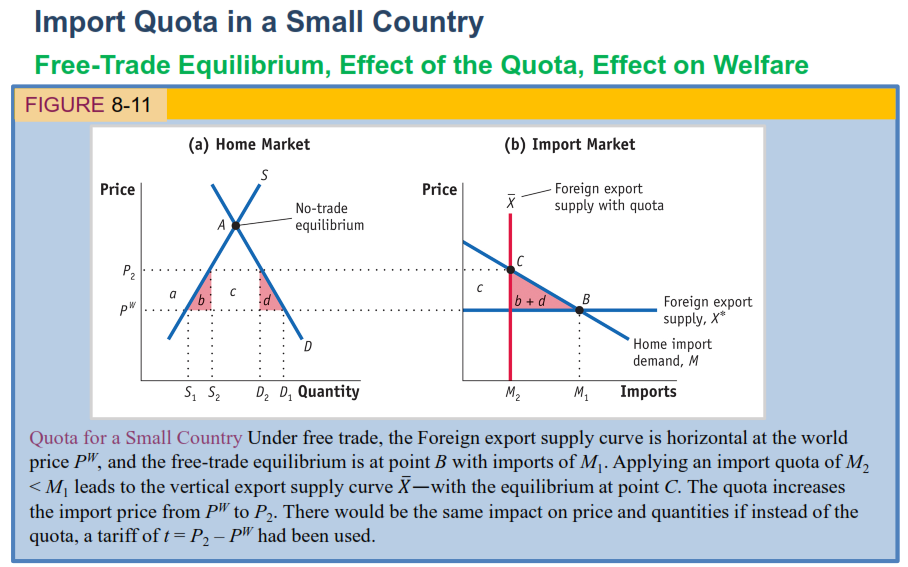 Import Quota in a Small Country
Free-Trade Equilibrium, Effect of the Quota, Effect on Welfare
FIGURE 8-11
(a) Home Market
Price
S
A
No-trade
equilibrium
P₂
Pᵂ
a
b
c
d
D
S₁ S₂ D₂ D₁ Quantity
(b) Import Market
Price
X̄
Foreign export
supply with quota
C
c
b + d
B
Foreign export
supply, X*
Home import
demand, M
M₂ M₁ Imports
Quota for a Small Country Under free trade, the Foreign export supply curve is horizontal at the world
price Pᵂ, and the free-trade equilibrium is at point B with imports of M₁. Applying an import quota of M₂
< M₁ leads to the vertical export supply curve X̄—with the equilibrium at point C. The quota increases
the import price from Pᵂ to P₂. There would be the same impact on price and quantities if instead of the
quota, a tariff of t = P₂ – Pᵂ had been used.